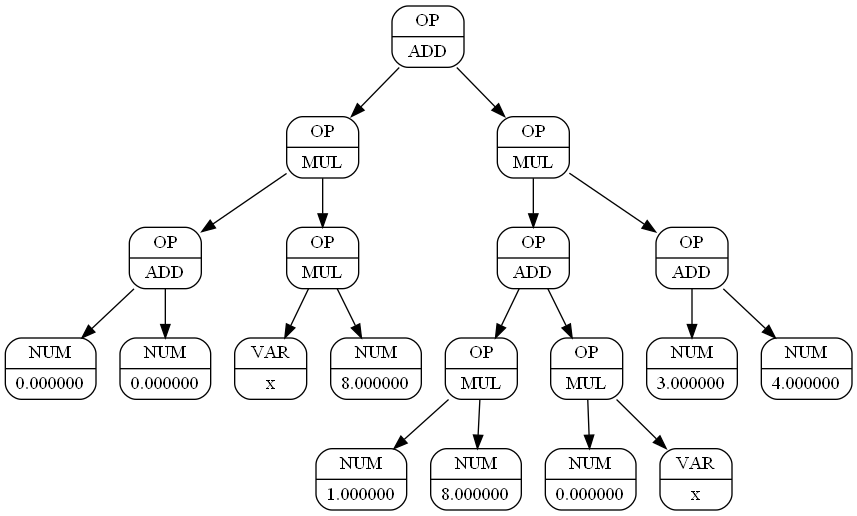 OP
ADD
OP
MUL
OP
MUL
OP
ADD
OP
MUL
OP
ADD
OP
ADD
NUM
0.000000
NUM
0.000000
VAR
x
NUM
8.000000
OP
MUL
OP
MUL
NUM
3.000000
NUM
4.000000
NUM
1.000000
NUM
8.000000
NUM
0.000000
VAR
x